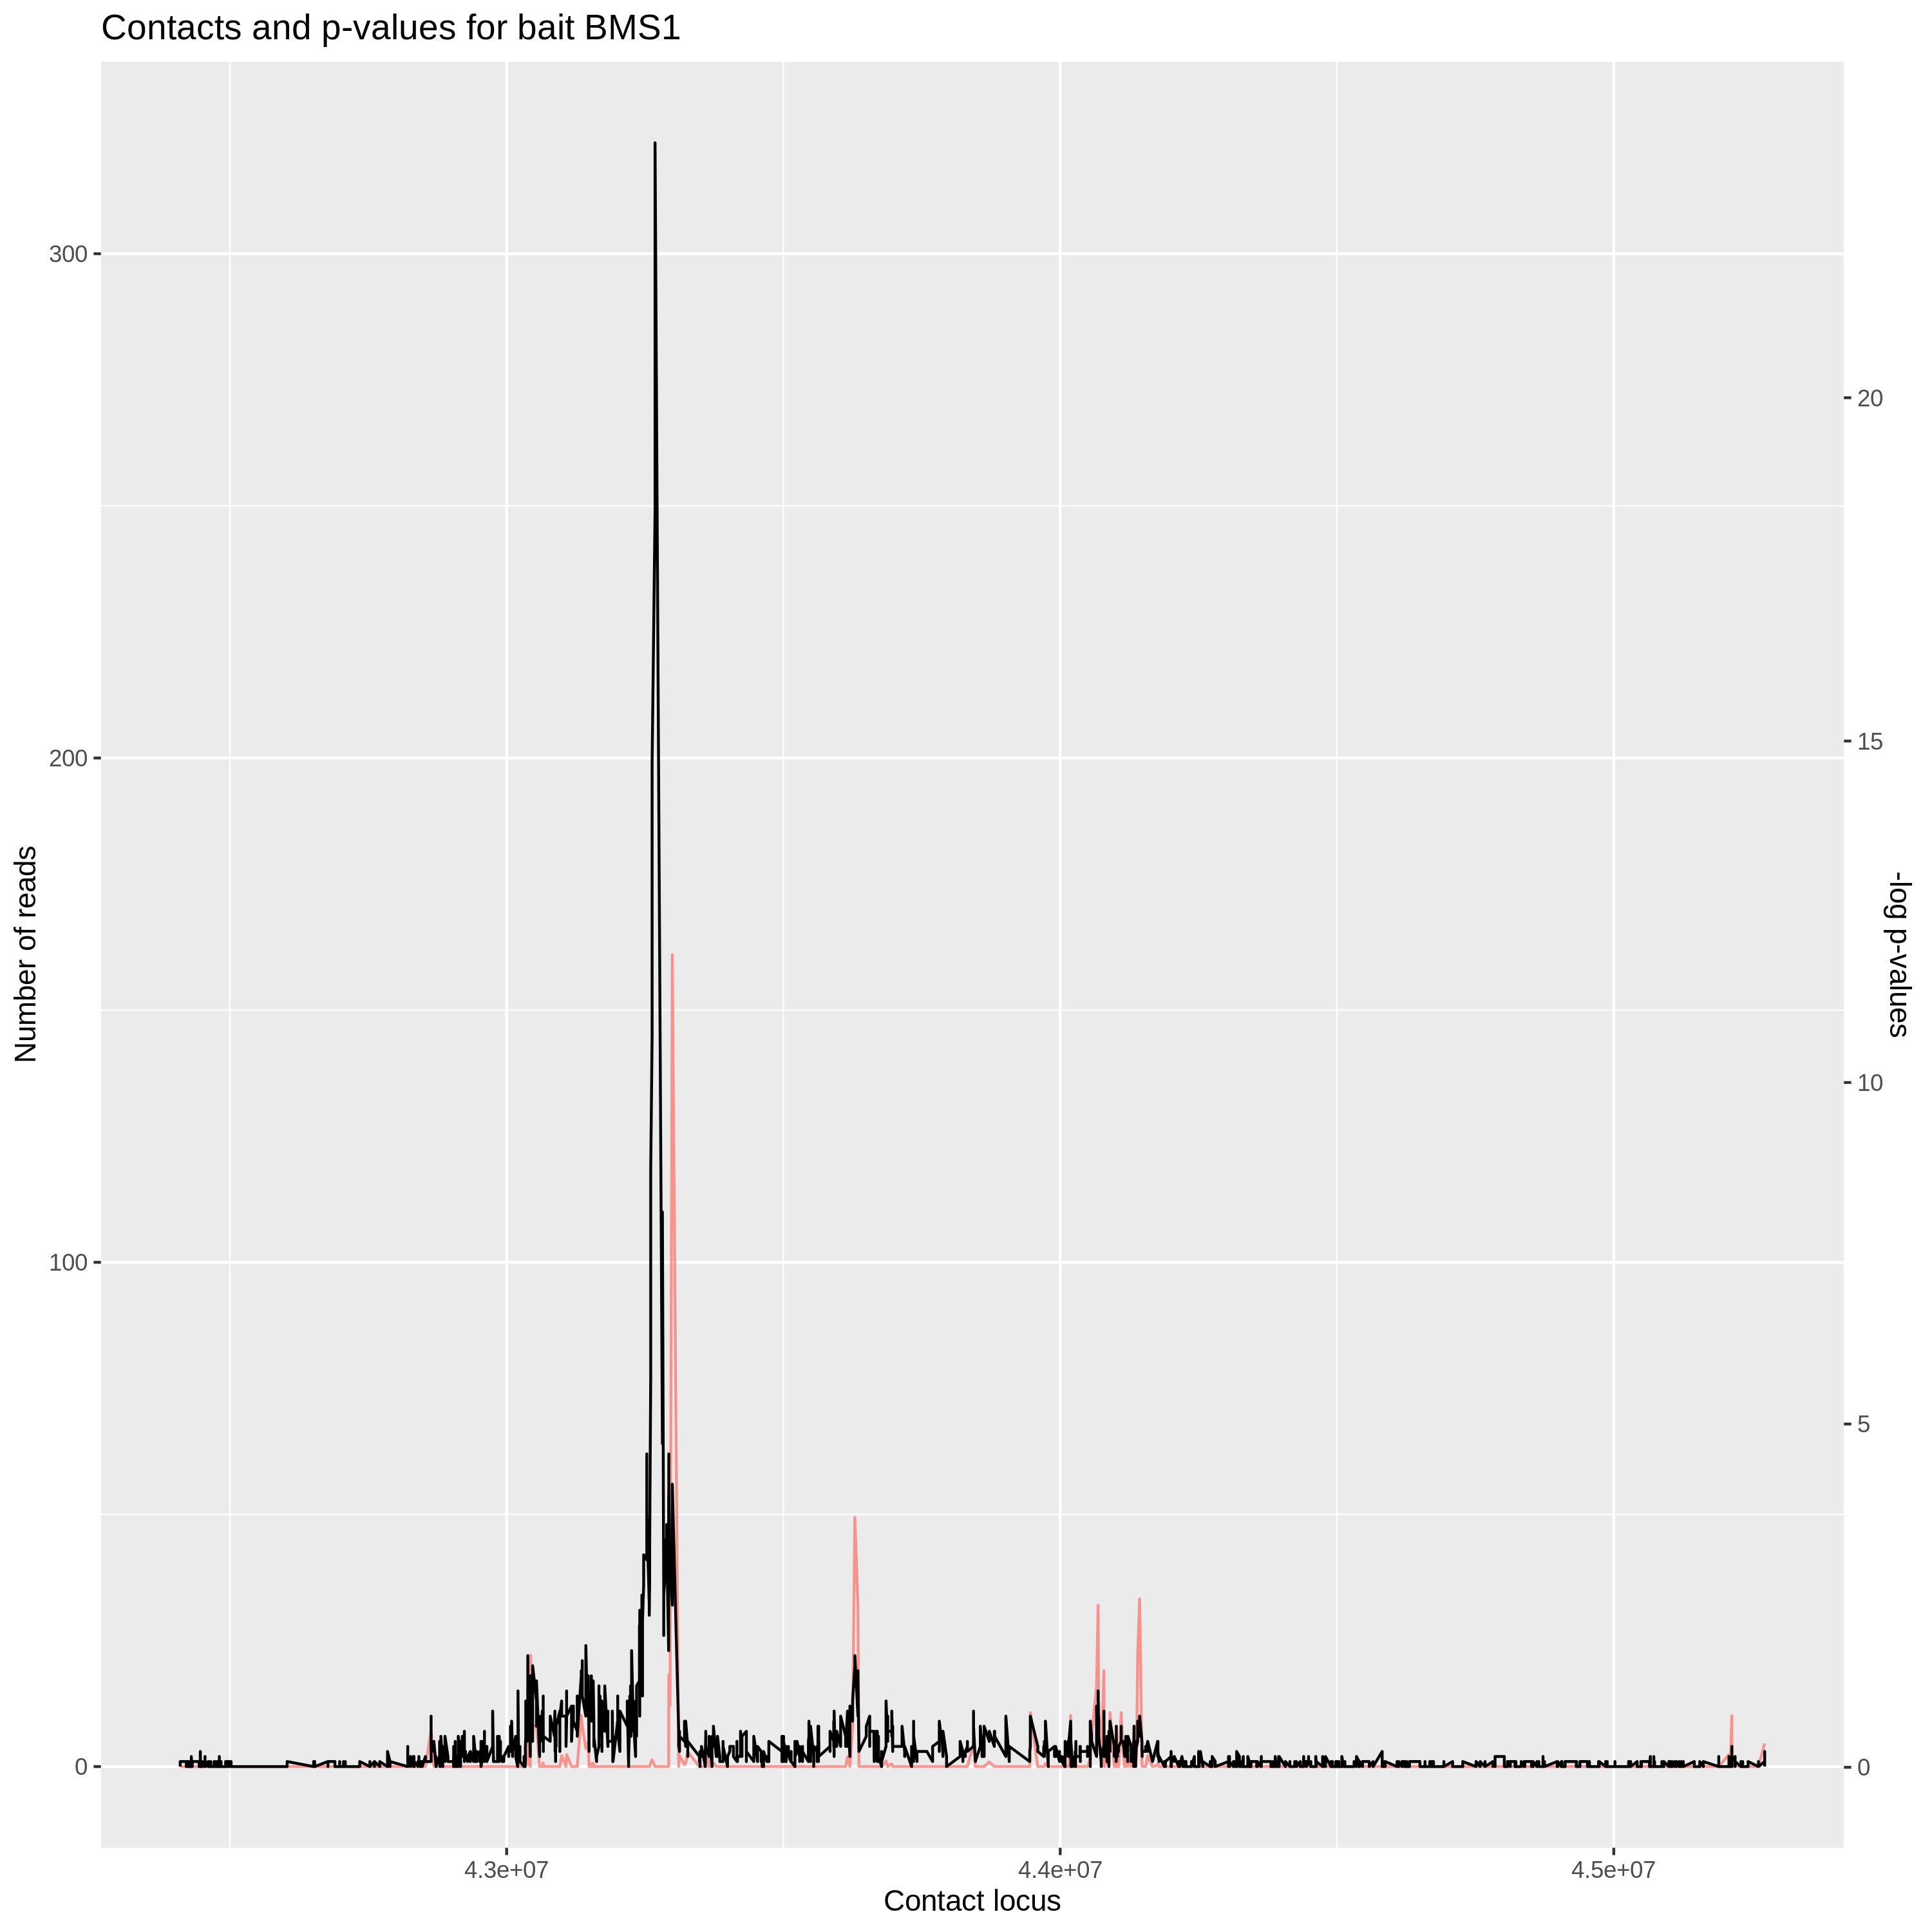 Contacts and p-values for bait BMS1
300
200
100
0
Number of reads
20
15
10
5
0
-log p-values
4.3e+07
4.4e+07
4.5e+07
Contact locus